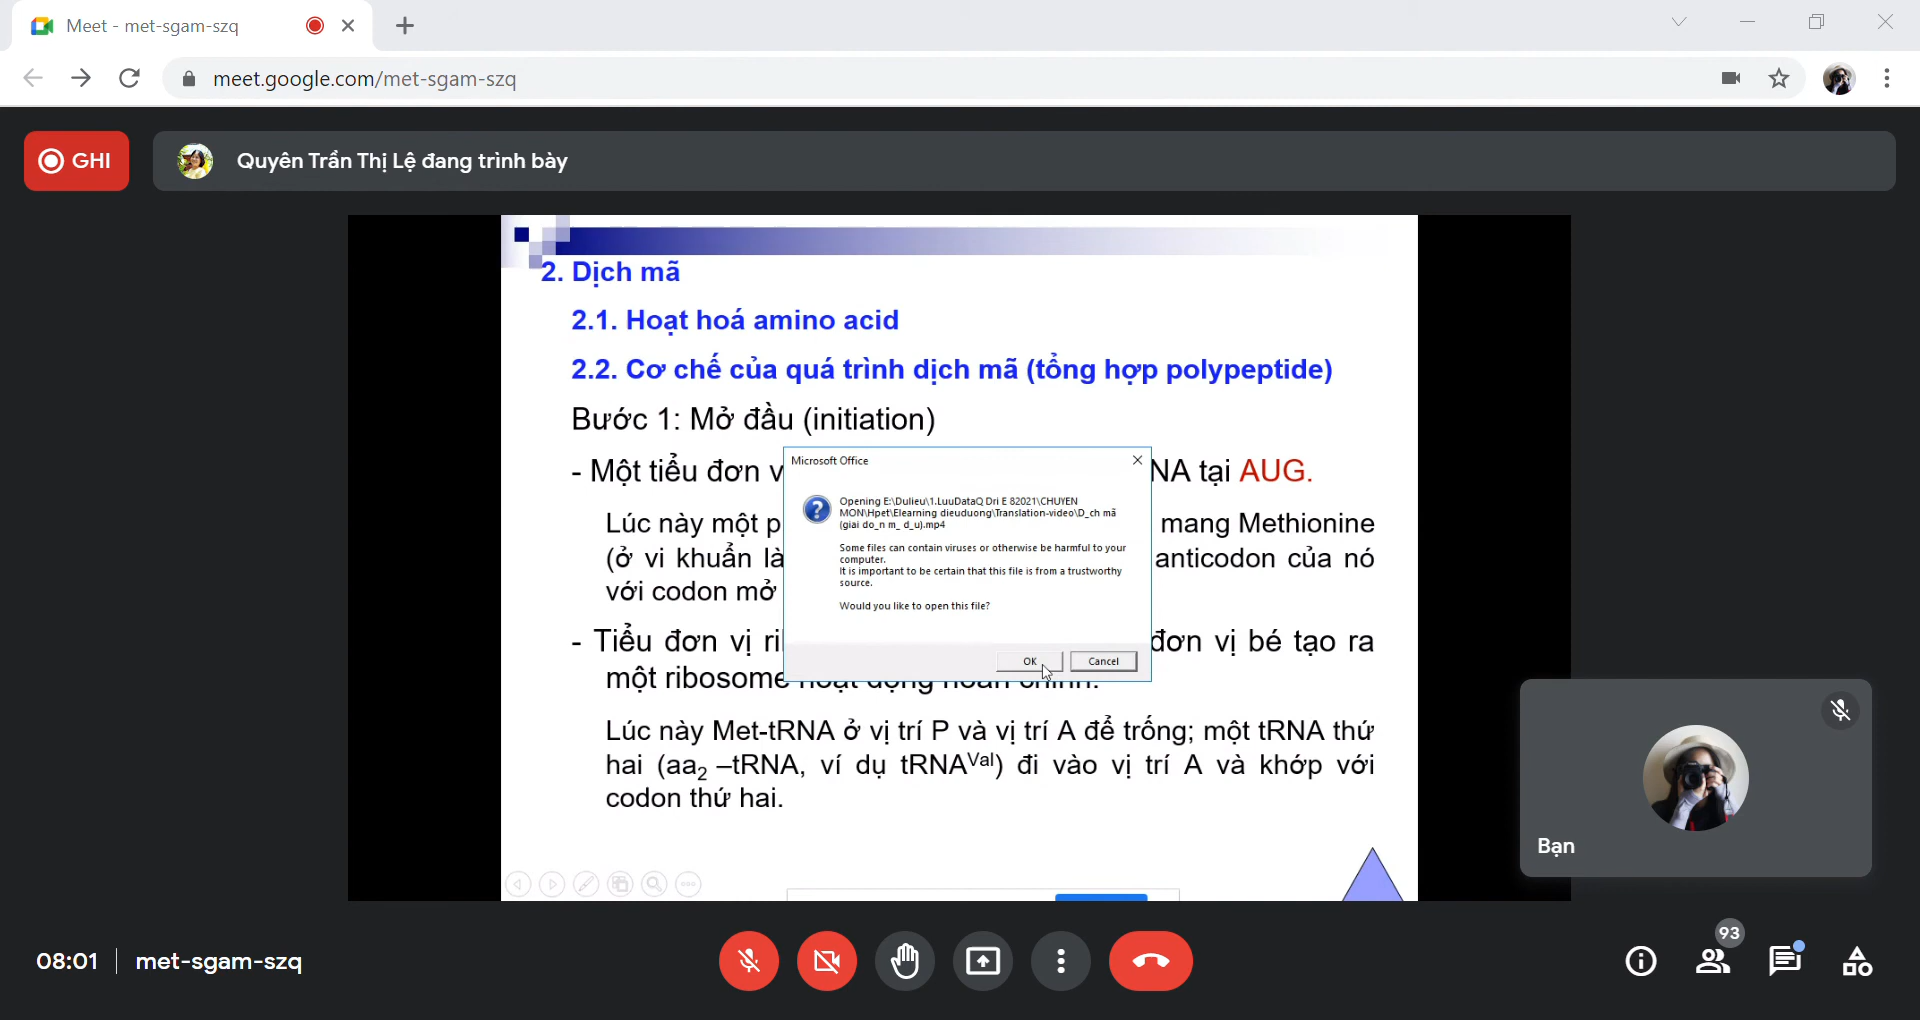 Meet - met-sgam-szq
meet.google.com/met-sgam-szq
GHI
Quyên Trần Thị Lệ đang trình bày
2. Dịch mã
2.1. Hoạt hoá amino acid
2.2. Cơ chế của quá trình dịch mã (tổng hợp polypeptide)
Bước 1: Mở đầu (initiation)
- Một tiểu đơn v
NA tại AUG.
Lúc này một p
mang Methionine
(ở vi khuẩn là
anticodon của nó
với codon mở
- Tiểu đơn vị ri
đơn vị bé tạo ra
một ribosome hoạt động hoàn chỉnh.
Lúc này Met-tRNA ở vị trí P và vị trí A để trống; một tRNA thứ
hai (aa2 –tRNA, ví dụ tRNAVal) đi vào vị trí A và khớp với
codon thứ hai.
Microsoft Office
Opening E:\Dulieu\1.LuuDataQ Dri E 82021\CHUYEN
MON\Hpet\Elearning dieuduong\Translation-video\D_ch mã
(giai do_n m_ d_u).mp4
Some files can contain viruses or otherwise be harmful to your
computer.
It is important to be certain that this file is from a trustworthy
source.
Would you like to open this file?
OK
Cancel
Bạn
08:01
met-sgam-szq
93